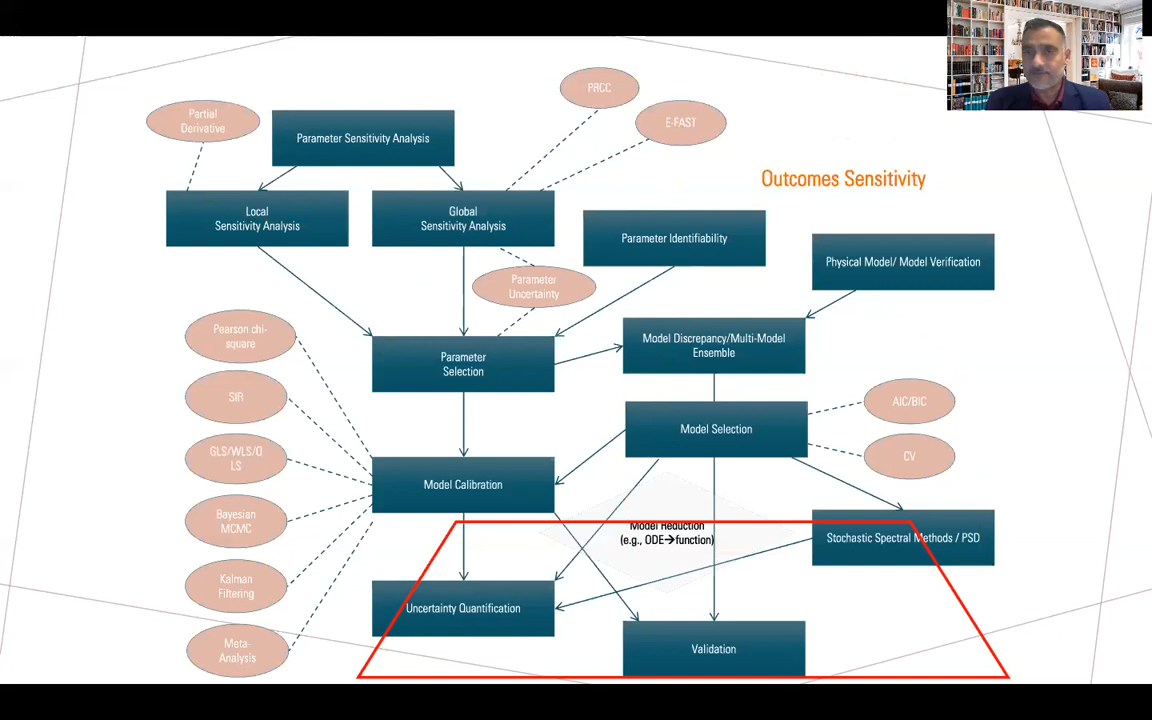 PRCC
Partial
Derivative
E-FAST
Parameter Sensitivity Analysis
Outcomes Sensitivity
Local
Sensitivity Analysis
Global
Sensitivity Analysis
Parameter Identifiability
Physical Model/ Model Verification
Parameter
Uncertainty
Pearson chi-
square
Model Discrepancy/Multi-Model
Ensemble
Parameter
Selection
SIR
AIC/BIC
Model Selection
GLS/WLS/O
LS
CV
Model Calibration
Bayesian
MCMC
Model Reduction
(e.g., ODE→function)
Stochastic Spectral Methods / PSD
Kalman
Filtering
Uncertainty Quantification
Meta-
Analysis
Validation